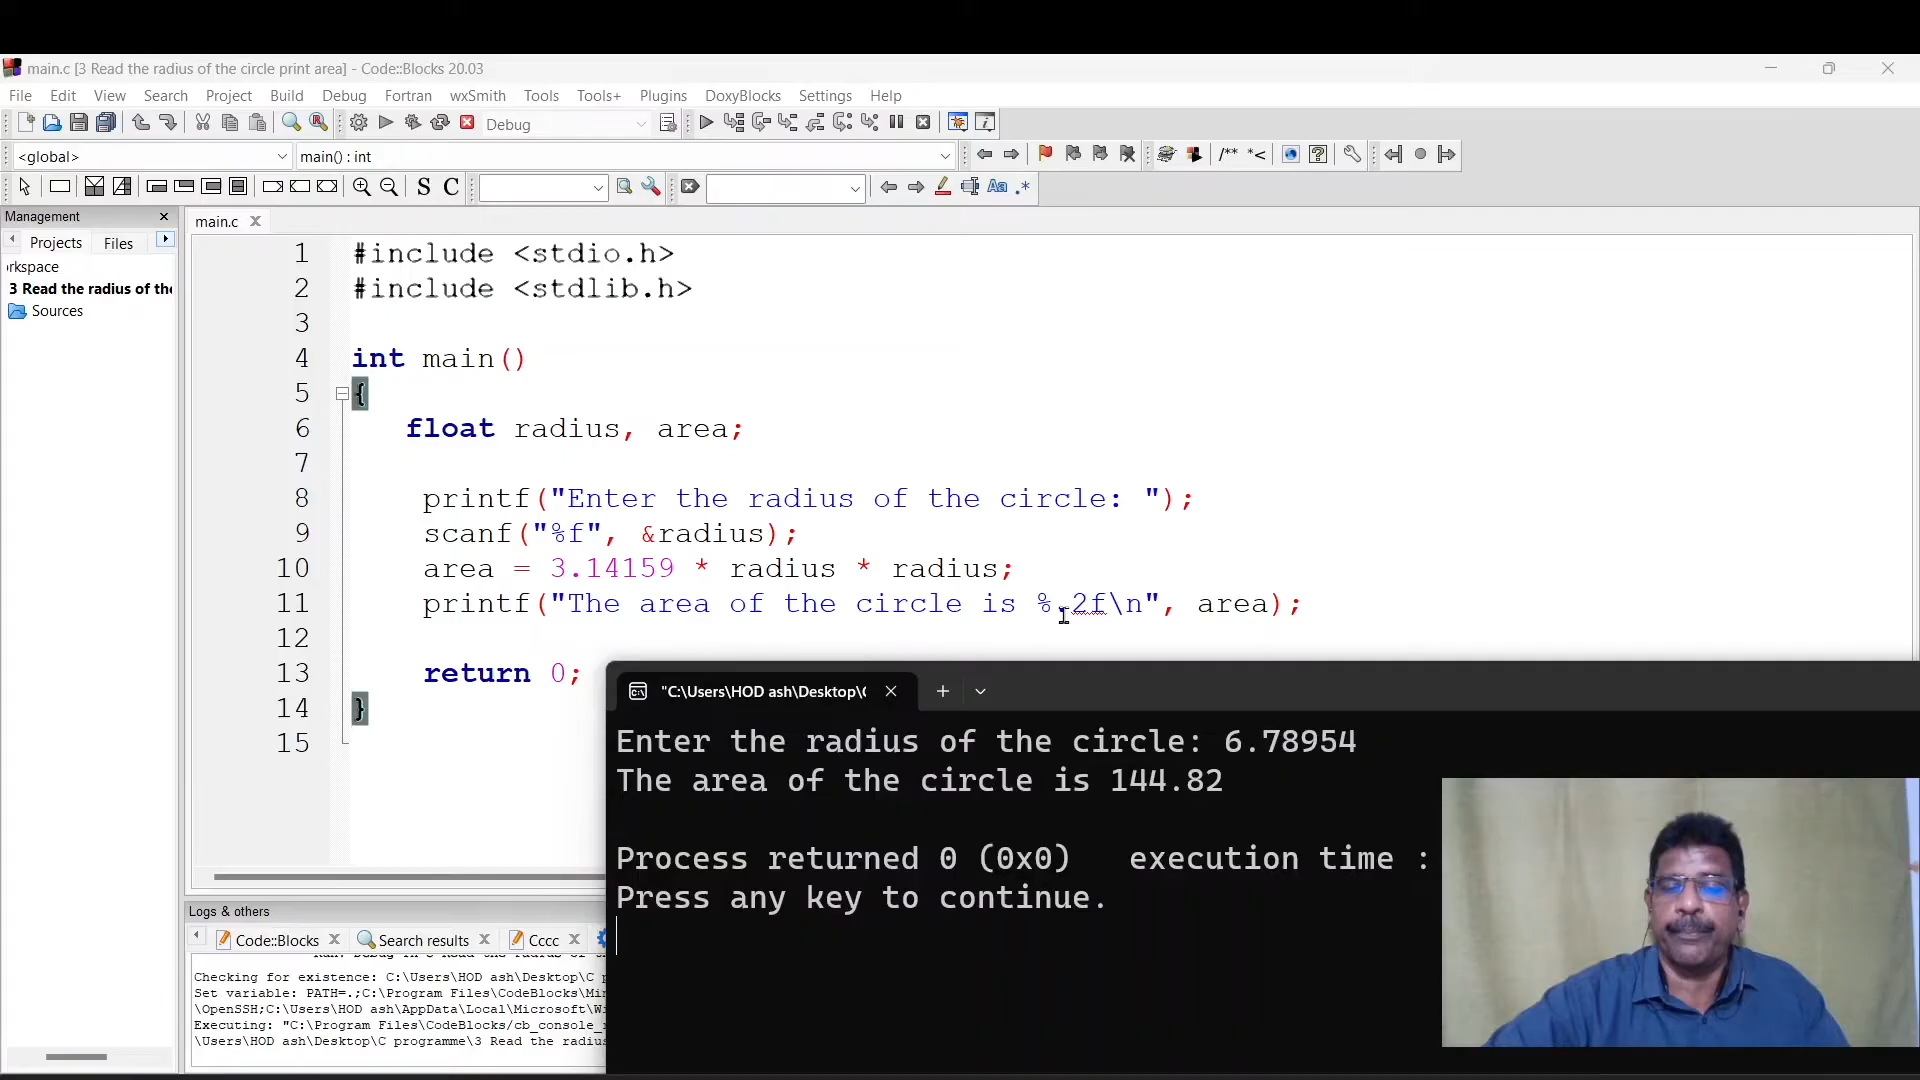 main.c [3 Read the radius of the circle print area] - Code::Blocks 20.03
File Edit View Search Project Build Debug Fortran wxSmith Tools Tools+ Plugins DoxyBlocks Settings Help
Debug
<global> main() : int /** *<
S C Aa .*
Management
Projects Files
rkspace
3 Read the radius of the
Sources
main.c
1 #include <stdio.h>
2 #include <stdlib.h>
3
4 int main()
5 {
6 float radius, area;
7
8 printf("Enter the radius of the circle: ");
9 scanf("%f", &radius);
10 area = 3.14159 * radius * radius;
11 printf("The area of the circle is %.2f\n", area);
12
13 return 0;
14 }
15
"C:\Users\HOD ash\Desktop\C
Enter the radius of the circle: 6.78954
The area of the circle is 144.82
Process returned 0 (0x0) execution time :
Press any key to continue.
Logs & others
Code::Blocks Search results Cccc
Checking for existence: C:\Users\HOD ash\Desktop\C p
Set variable: PATH=.;C:\Program Files\CodeBlocks\Min
\OpenSSH;C:\Users\HOD ash\AppData\Local\Microsoft\Wi
Executing: "C:\Program Files\CodeBlocks/cb_console_
\Users\HOD ash\Desktop\C programme\3 Read the radius